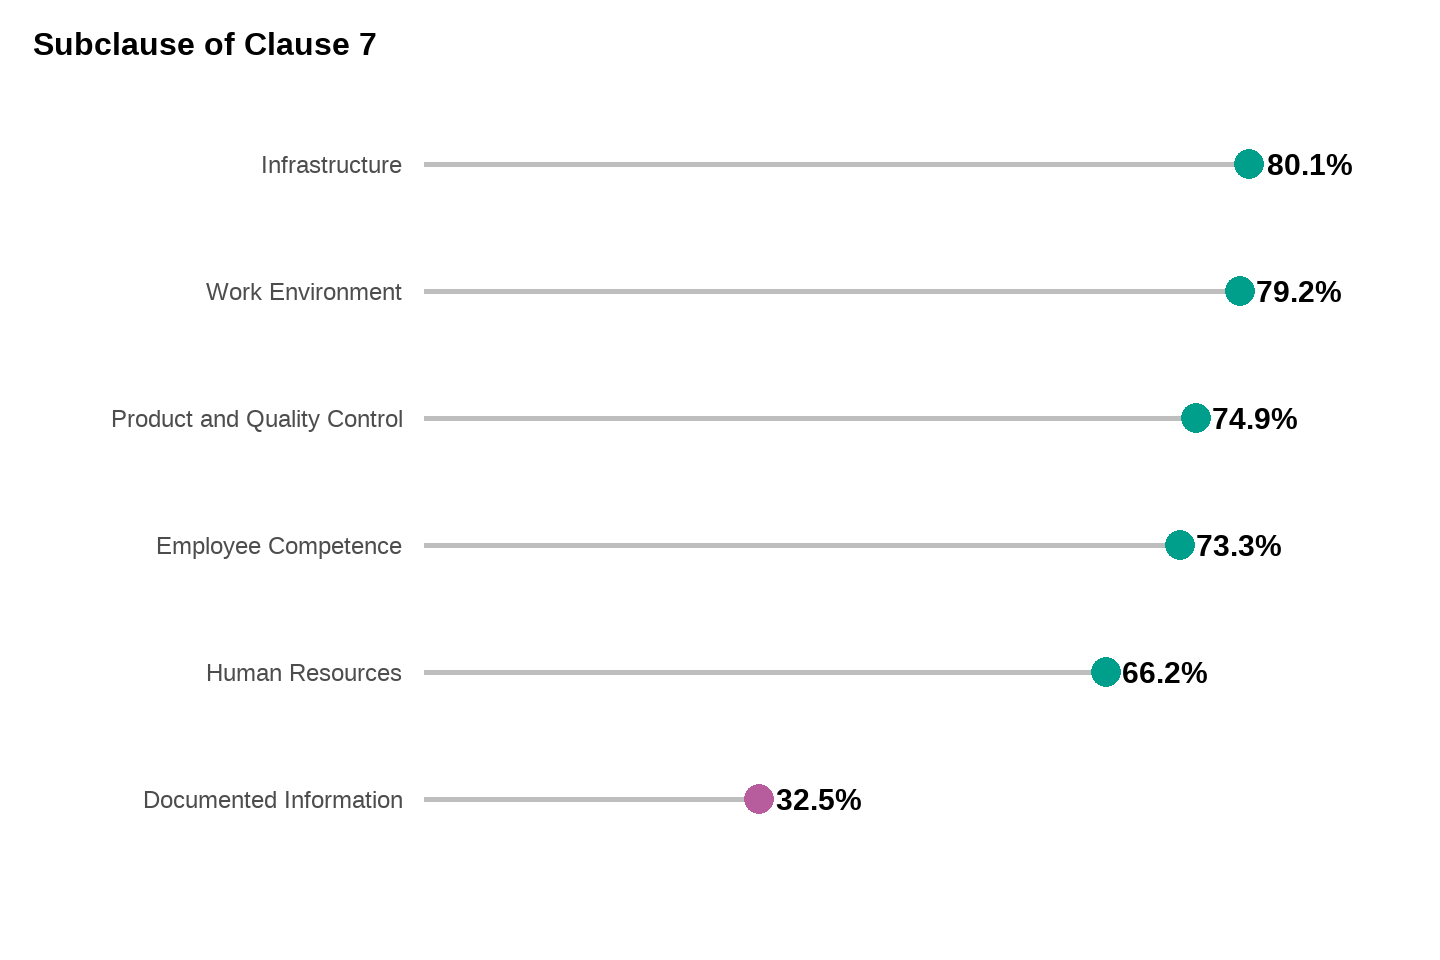 Subclause of Clause 7
Infrastructure 80.1%
Work Environment 79.2%
Product and Quality Control 74.9%
Employee Competence 73.3%
Human Resources 66.2%
Documented Information 32.5%